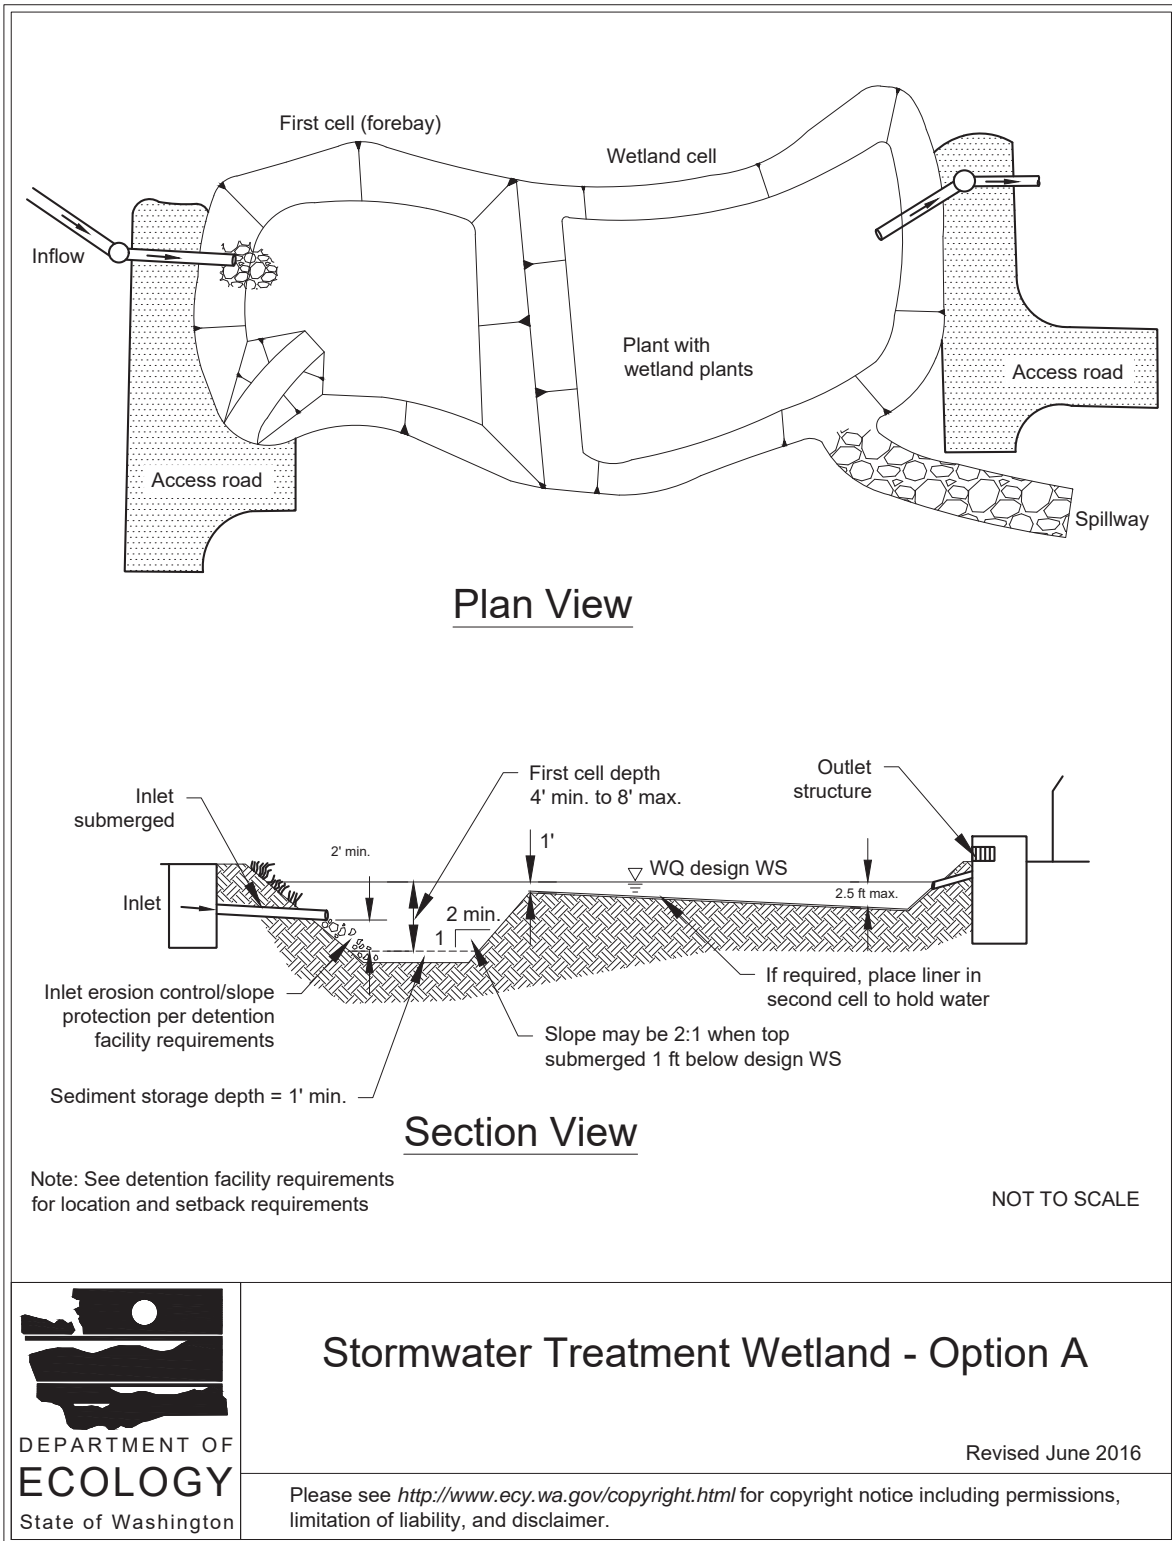 First cell (forebay)
Wetland cell
Inflow
Plant with
wetland plants
Access road
Access road
Spillway
Plan View
First cell depth
4' min. to 8' max.
Outlet
structure
Inlet
submerged
2' min.
1'
WQ design WS
2.5 ft max.
Inlet
2 min.
1
If required, place liner in
second cell to hold water
Inlet erosion control/slope
protection per detention
facility requirements
Slope may be 2:1 when top
submerged 1 ft below design WS
Sediment storage depth = 1' min.
Section View
Note: See detention facility requirements
for location and setback requirements
NOT TO SCALE
DEPARTMENT OF
ECOLOGY
State of Washington
Stormwater Treatment Wetland - Option A
Revised June 2016
Please see http://www.ecy.wa.gov/copyright.html for copyright notice including permissions,
limitation of liability, and disclaimer.